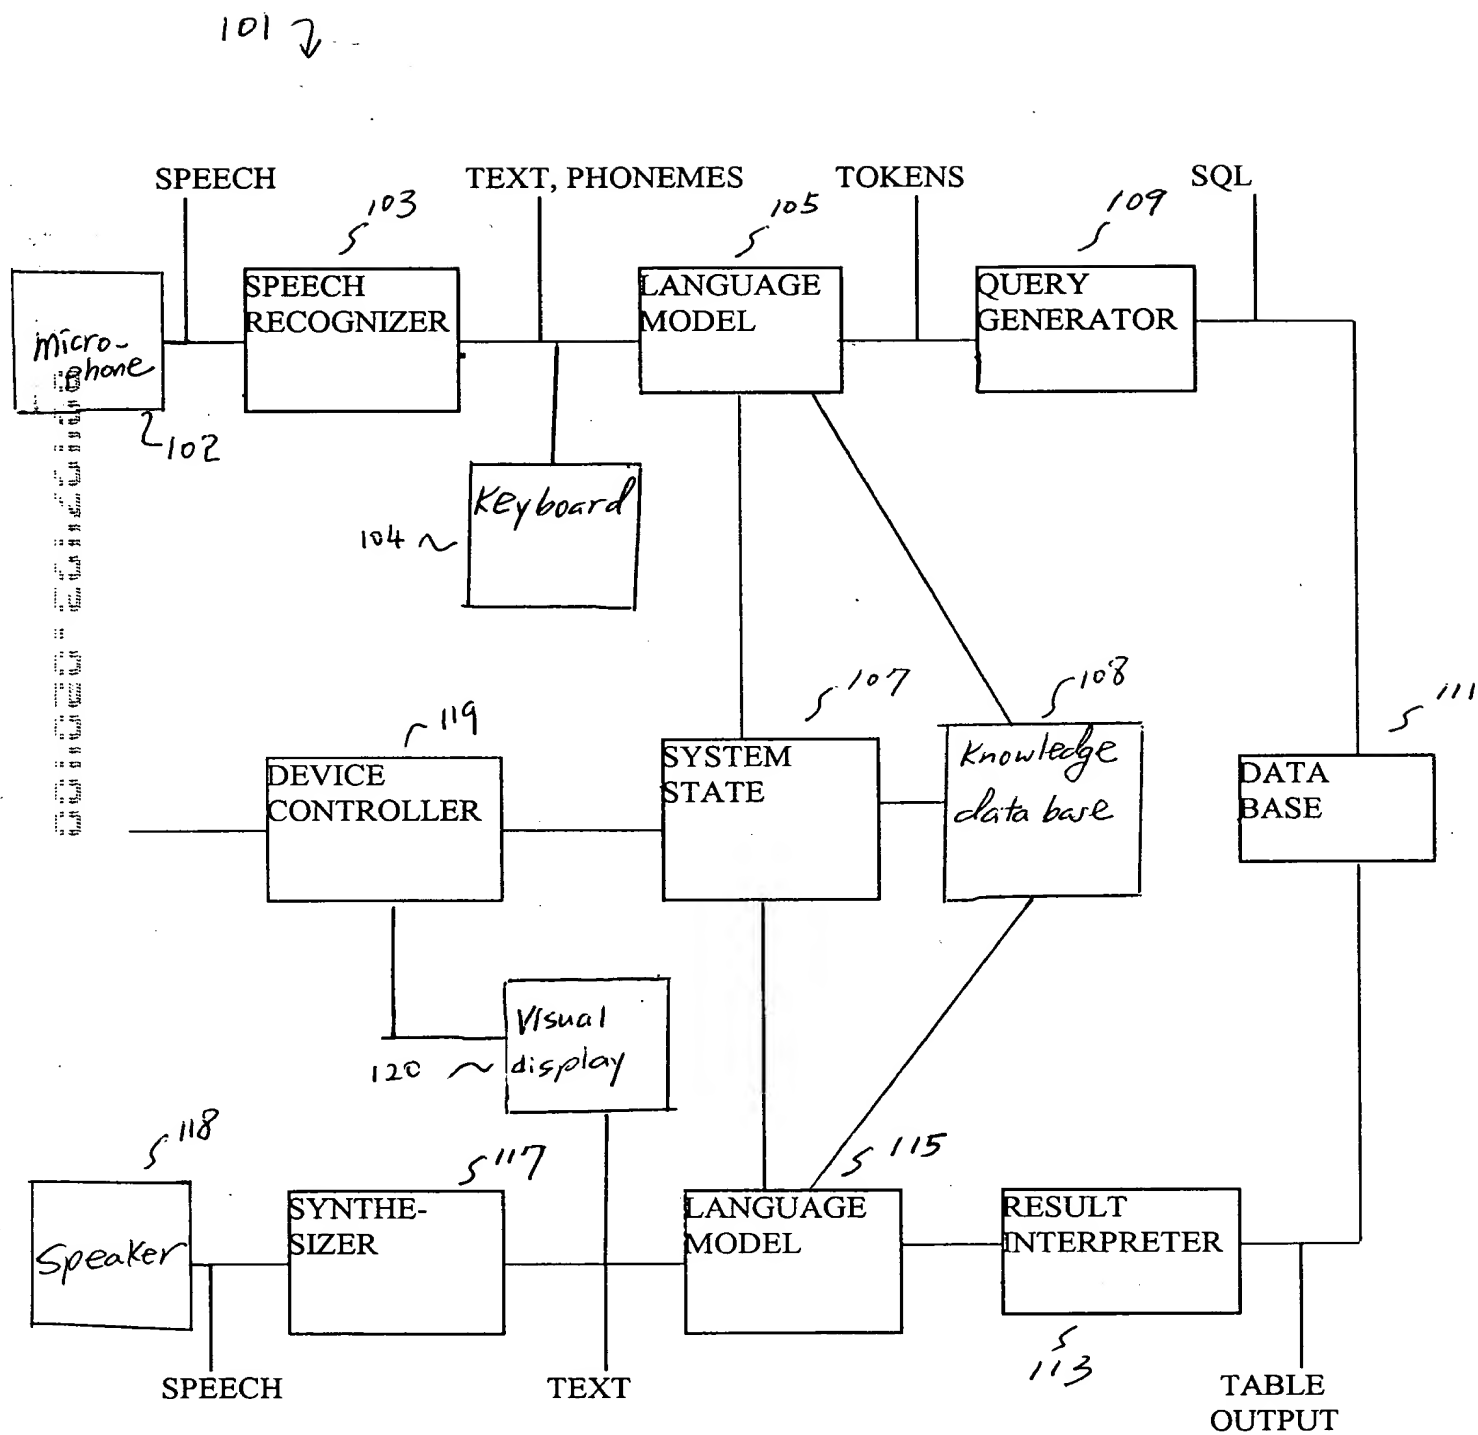 101
SPEECH
TEXT, PHONEMES
TOKENS
SQL
103
105
109
micro-
phone
SPEECH
RECOGNIZER
LANGUAGE
MODEL
QUERY
GENERATOR
102
Keyboard
104
107
108
111
119
DEVICE
CONTROLLER
SYSTEM
STATE
Knowledge
data base
DATA
BASE
Visual
display
120
118
117
115
Speaker
SYNTHE-
SIZER
LANGUAGE
MODEL
RESULT
INTERPRETER
113
SPEECH
TEXT
TABLE
OUTPUT